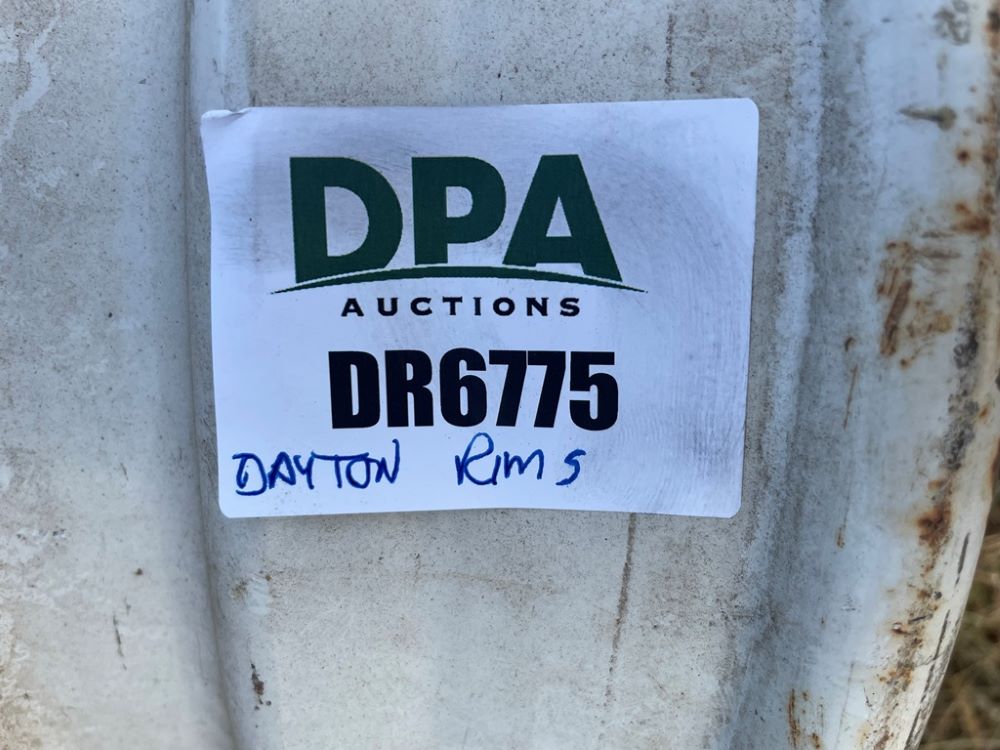 DPA
AUCTIONS
DR6775
DAYTON RIMS